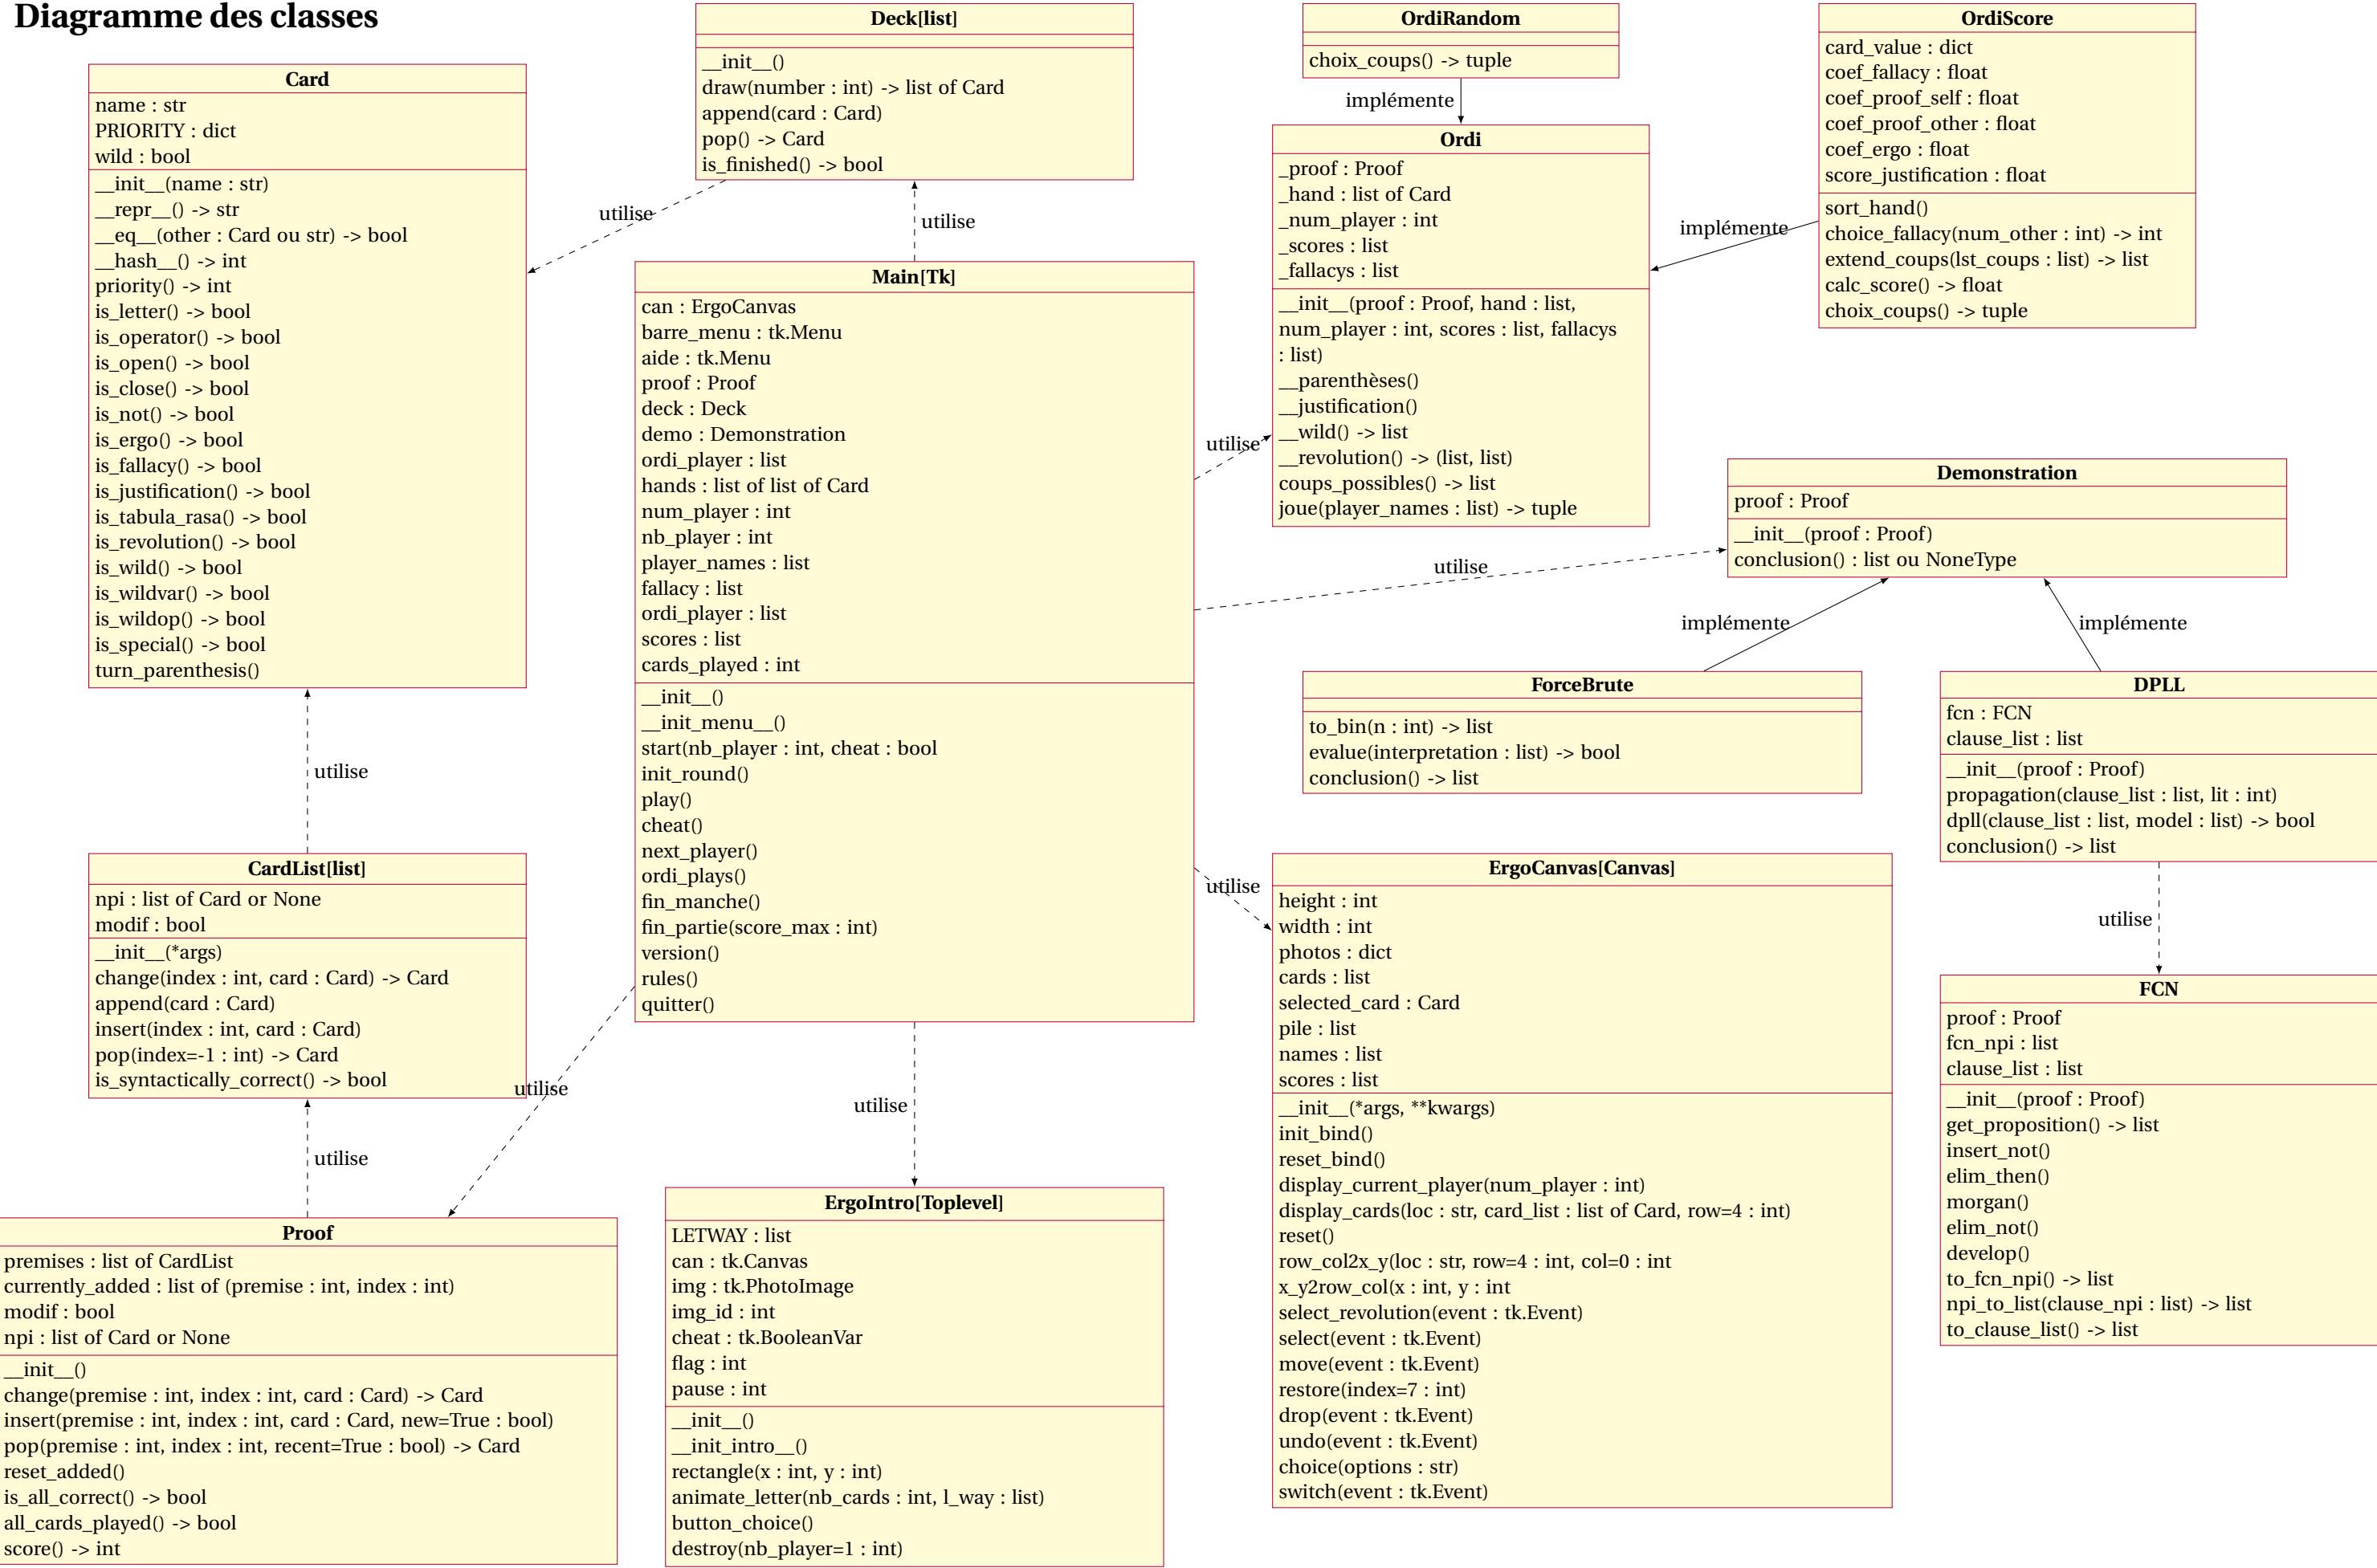 Diagramme des classes
Card
name : str
PRIORITY : dict
wild : bool
__init__(name : str)
__repr__() -> str
__eq__(other : Card ou str) -> bool
__hash__() -> int
priority() -> int
is_letter() -> bool
is_operator() -> bool
is_open() -> bool
is_close() -> bool
is_not() -> bool
is_ergo() -> bool
is_fallacy() -> bool
is_justification() -> bool
is_tabula_rasa() -> bool
is_revolution() -> bool
is_wild() -> bool
is_wildvar() -> bool
is_wildop() -> bool
is_special() -> bool
turn_parenthesis()
utilise
CardList[list]
npi : list of Card or None
modif : bool
__init__(*args)
change(index : int, card : Card) -> Card
append(card : Card)
insert(index : int, card : Card)
pop(index=-1 : int) -> Card
is_syntactically_correct() -> bool
utilise
Proof
premises : list of CardList
currently_added : list of (premise : int, index : int)
modif : bool
npi : list of Card or None
__init__()
change(premise : int, index : int, card : Card) -> Card
insert(premise : int, index : int, card : Card, new=True : bool)
pop(premise : int, index : int, recent=True : bool) -> Card
reset_added()
is_all_correct() -> bool
all_cards_played() -> bool
score() -> int
Deck[list]
__init__()
draw(number : int) -> list of Card
append(card : Card)
pop() -> Card
is_finished() -> bool
utilise
utilise
Main[Tk]
can : ErgoCanvas
barre_menu : tk.Menu
aide : tk.Menu
proof : Proof
deck : Deck
demo : Demonstration
ordi_player : list
hands : list of list of Card
num_player : int
nb_player : int
player_names : list
fallacy : list
ordi_player : list
scores : list
cards_played : int
__init__()
__init_menu__()
start(nb_player : int, cheat : bool
init_round()
play()
cheat()
next_player()
ordi_plays()
fin_manche()
fin_partie(score_max : int)
version()
rules()
quitter()
utilise
utilise
ErgoIntro[Toplevel]
LETWAY : list
can : tk.Canvas
img : tk.PhotoImage
img_id : int
cheat : tk.BooleanVar
flag : int
pause : int
__init__()
__init_intro__()
rectangle(x : int, y : int)
animate_letter(nb_cards : int, l_way : list)
button_choice()
destroy(nb_player=1 : int)
OrdiRandom
choix_coups() -> tuple
implémente
Ordi
_proof : Proof
_hand : list of Card
_num_player : int
_scores : list
_fallacys : list
__init__(proof : Proof, hand : list,
num_player : int, scores : list, fallacys
: list)
__parenthèses()
__justification()
__wild() -> list
__revolution() -> (list, list)
coups_possibles() -> list
joue(player_names : list) -> tuple
utilise
OrdiScore
card_value : dict
coef_fallacy : float
coef_proof_self : float
coef_proof_other : float
coef_ergo : float
score_justification : float
sort_hand()
choice_fallacy(num_other : int) -> int
extend_coups(lst_coups : list) -> list
calc_score() -> float
choix_coups() -> tuple
implémente
Demonstration
proof : Proof
__init__(proof : Proof)
conclusion() : list ou NoneType
utilise
implémente
implémente
ForceBrute
to_bin(n : int) -> list
evalue(interpretation : list) -> bool
conclusion() -> list
DPLL
fcn : FCN
clause_list : list
__init__(proof : Proof)
propagation(clause_list : list, lit : int)
dpll(clause_list : list, model : list) -> bool
conclusion() -> list
utilise
FCN
proof : Proof
fcn_npi : list
clause_list : list
__init__(proof : Proof)
get_proposition() -> list
insert_not()
elim_then()
morgan()
elim_not()
develop()
to_fcn_npi() -> list
npi_to_list(clause_npi : list) -> list
to_clause_list() -> list
utilise
ErgoCanvas[Canvas]
height : int
width : int
photos : dict
cards : list
selected_card : Card
pile : list
names : list
scores : list
__init__(*args, **kwargs)
init_bind()
reset_bind()
display_current_player(num_player : int)
display_cards(loc : str, card_list : list of Card, row=4 : int)
reset()
row_col2x_y(loc : str, row=4 : int, col=0 : int
x_y2row_col(x : int, y : int
select_revolution(event : tk.Event)
select(event : tk.Event)
move(event : tk.Event)
restore(index=7 : int)
drop(event : tk.Event)
undo(event : tk.Event)
choice(options : str)
switch(event : tk.Event)